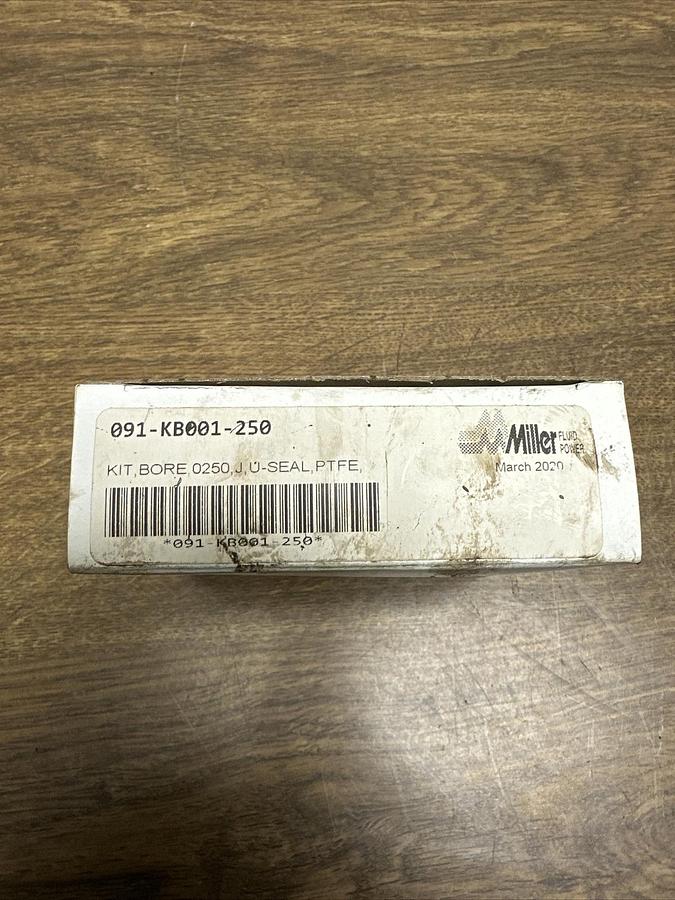 091-KB001-250
Miller FLUID POWER
March 2020
KIT,BORE,0250,J,U-SEAL,PTFE,
*091-KB001-250*